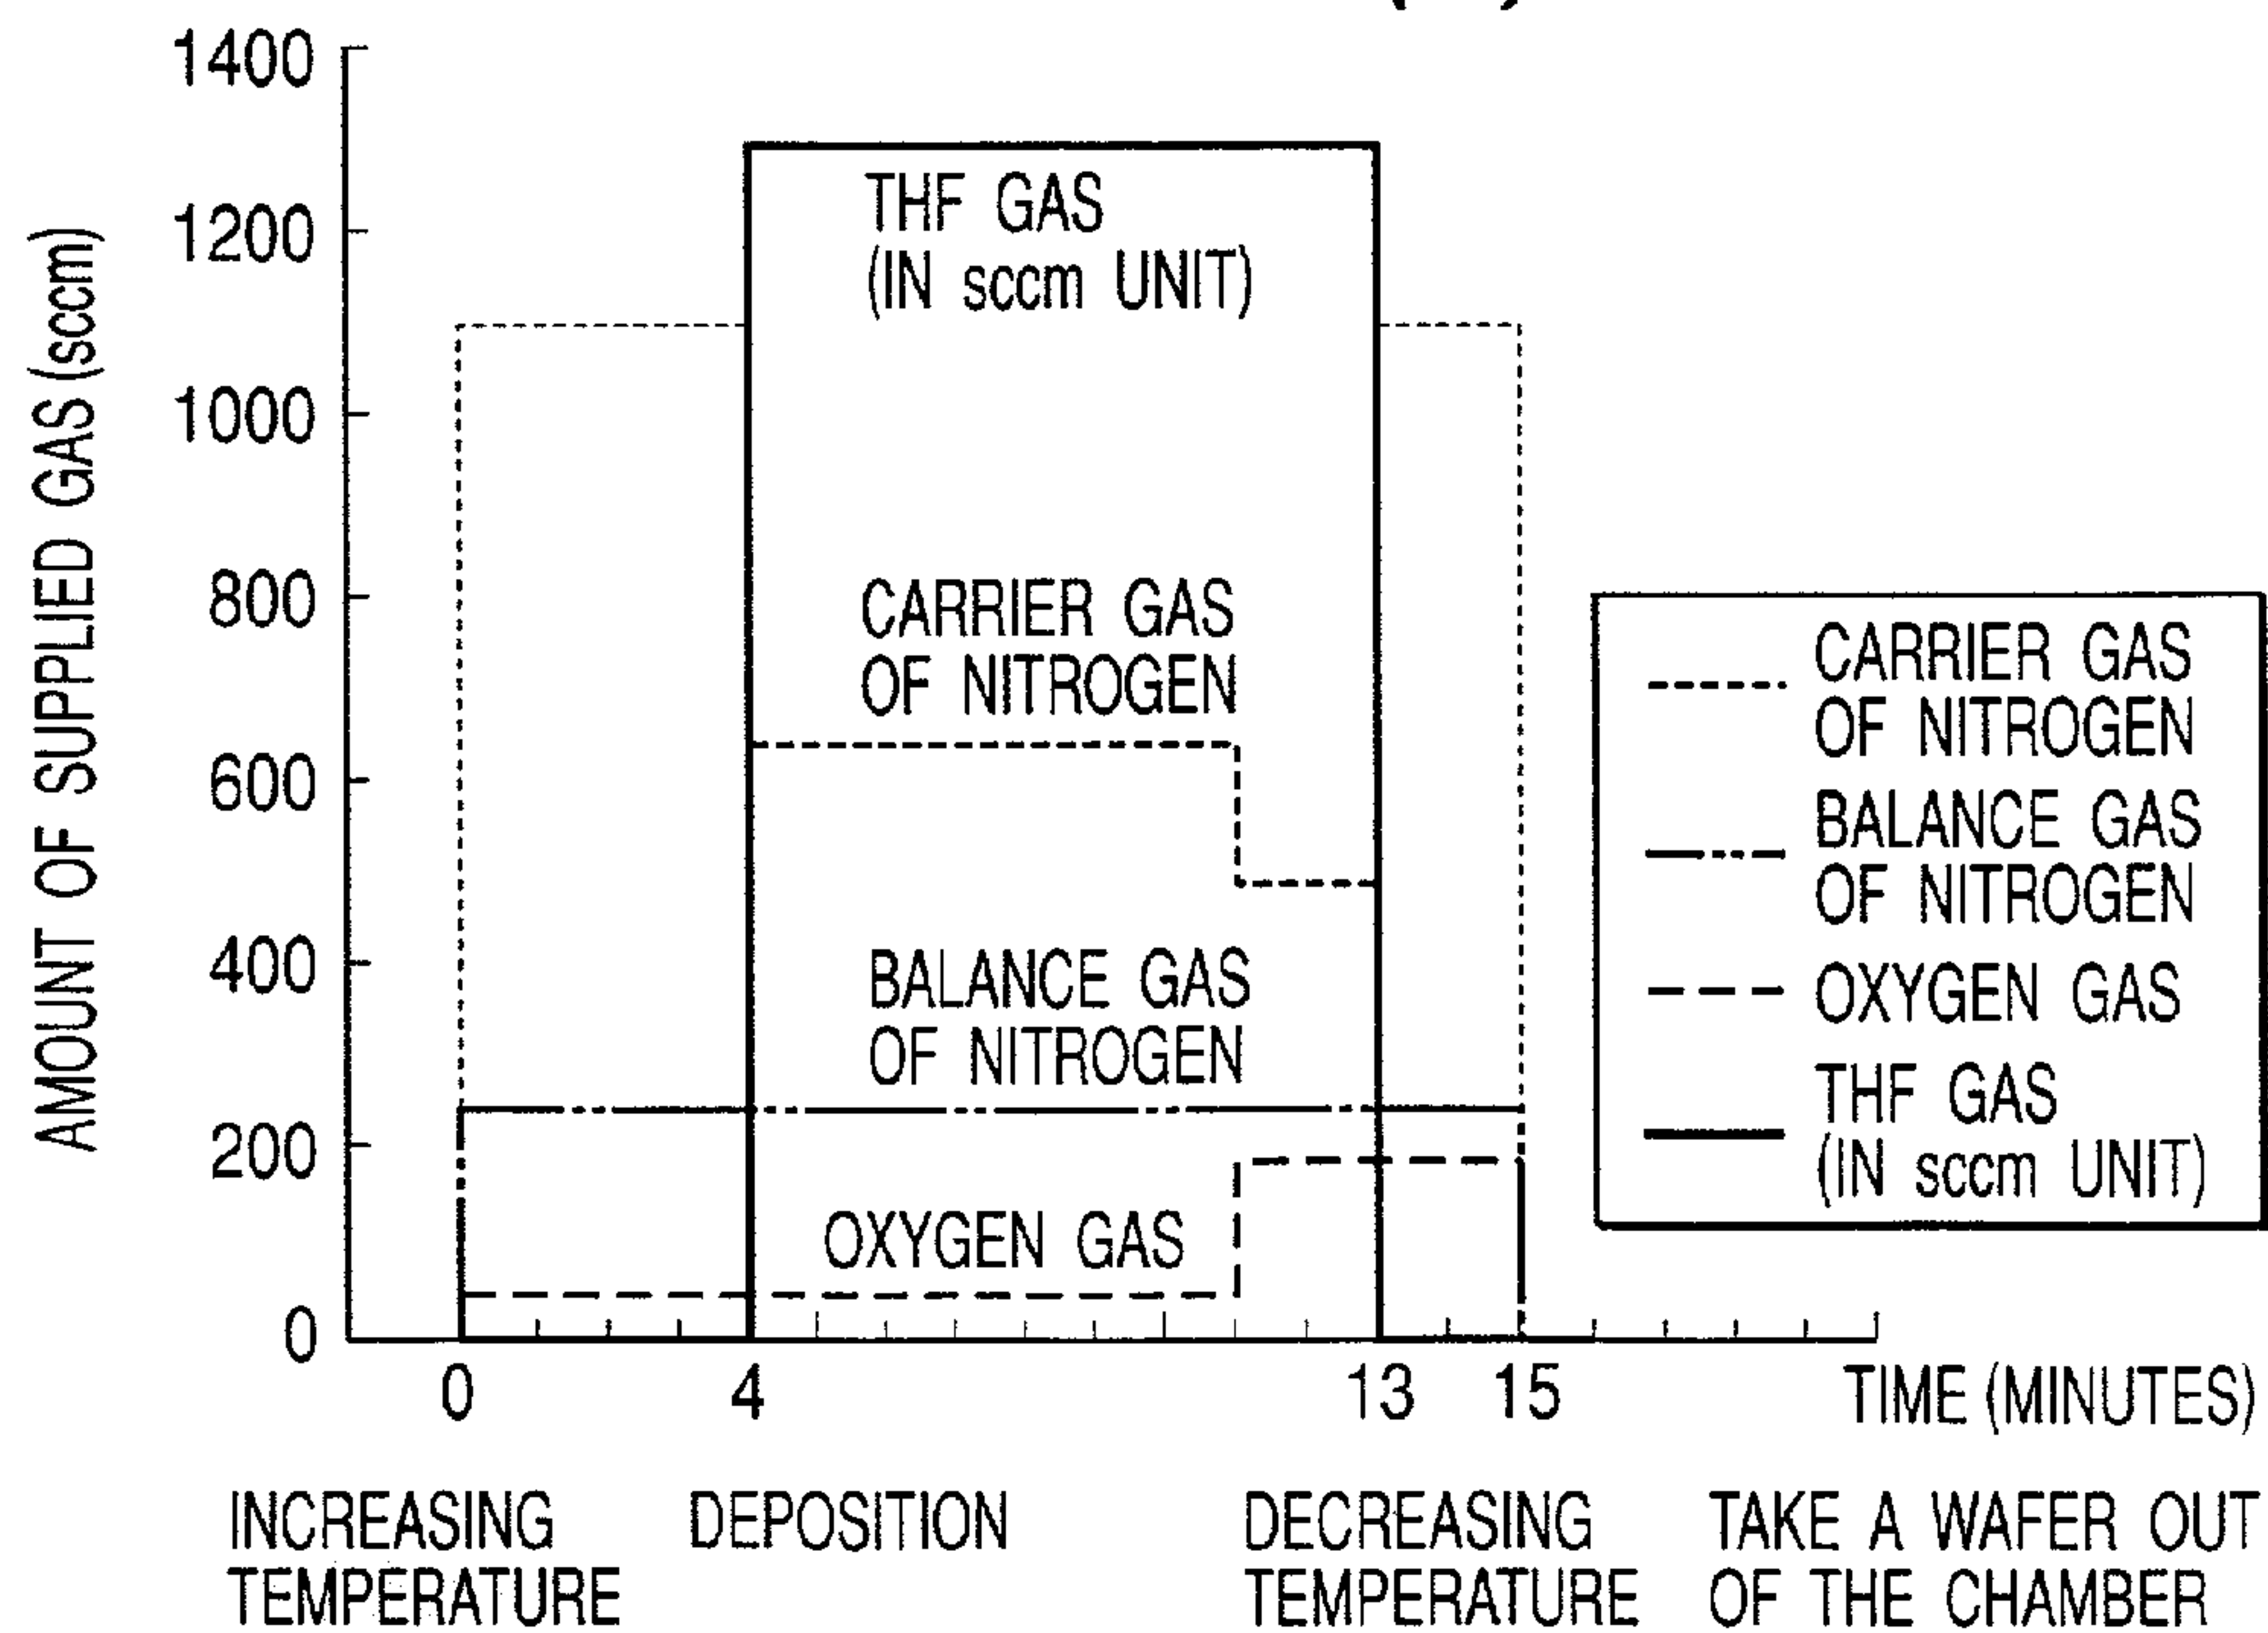 1400
1200
1000
800
600
400
200
0
AMOUNT OF SUPPLIED GAS (sccm)
THF GAS
(IN sccm UNIT)
CARRIER GAS
OF NITROGEN
BALANCE GAS
OF NITROGEN
OXYGEN GAS
CARRIER GAS
OF NITROGEN
BALANCE GAS
OF NITROGEN
OXYGEN GAS
THF GAS
(IN sccm UNIT)
0 4 13 15 TIME (MINUTES)
INCREASING
TEMPERATURE
DEPOSITION
DECREASING
TEMPERATURE
TAKE A WAFER OUT
OF THE CHAMBER